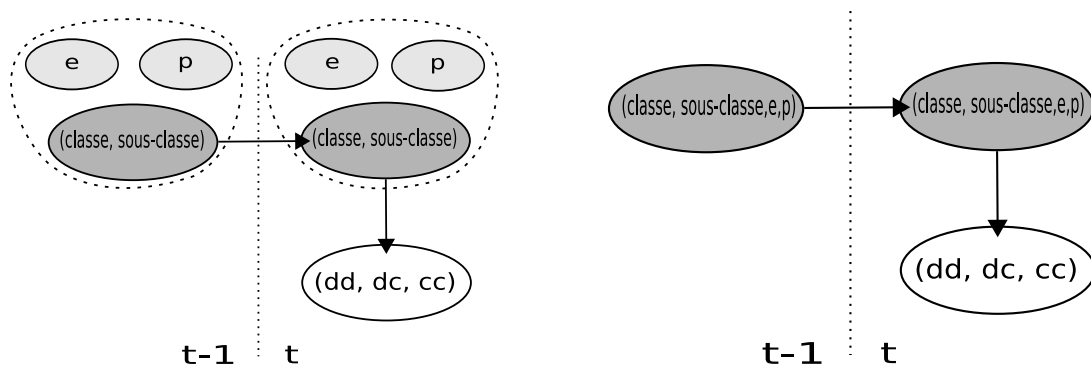 e
p
(classe, sous-classe)
e
p
(classe, sous-classe)
(dd, dc, cc)
t-1
t
(classe, sous-classe,e,p)
(classe, sous-classe,e,p)
(dd, dc, cc)
t-1
t